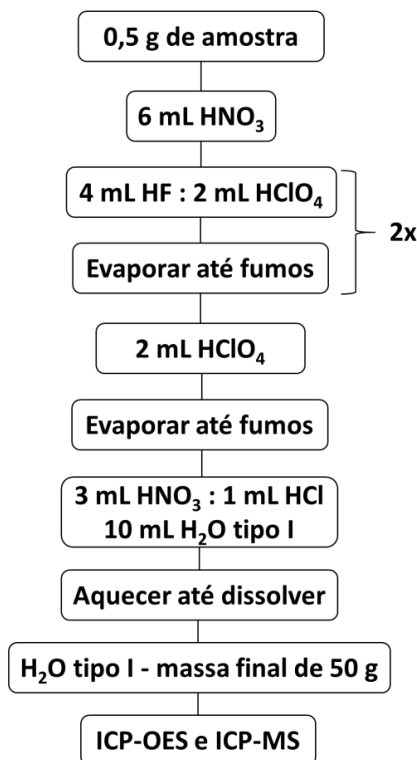 0,5 g de amostra
6 mL HNO₃
4 mL HF : 2 mL HClO₄
2x
Evaporar até fumos
2 mL HClO₄
Evaporar até fumos
3 mL HNO₃ : 1 mL HCl
10 mL H₂O tipo I
Aquecer até dissolver
H₂O tipo I - massa final de 50 g
ICP-OES e ICP-MS